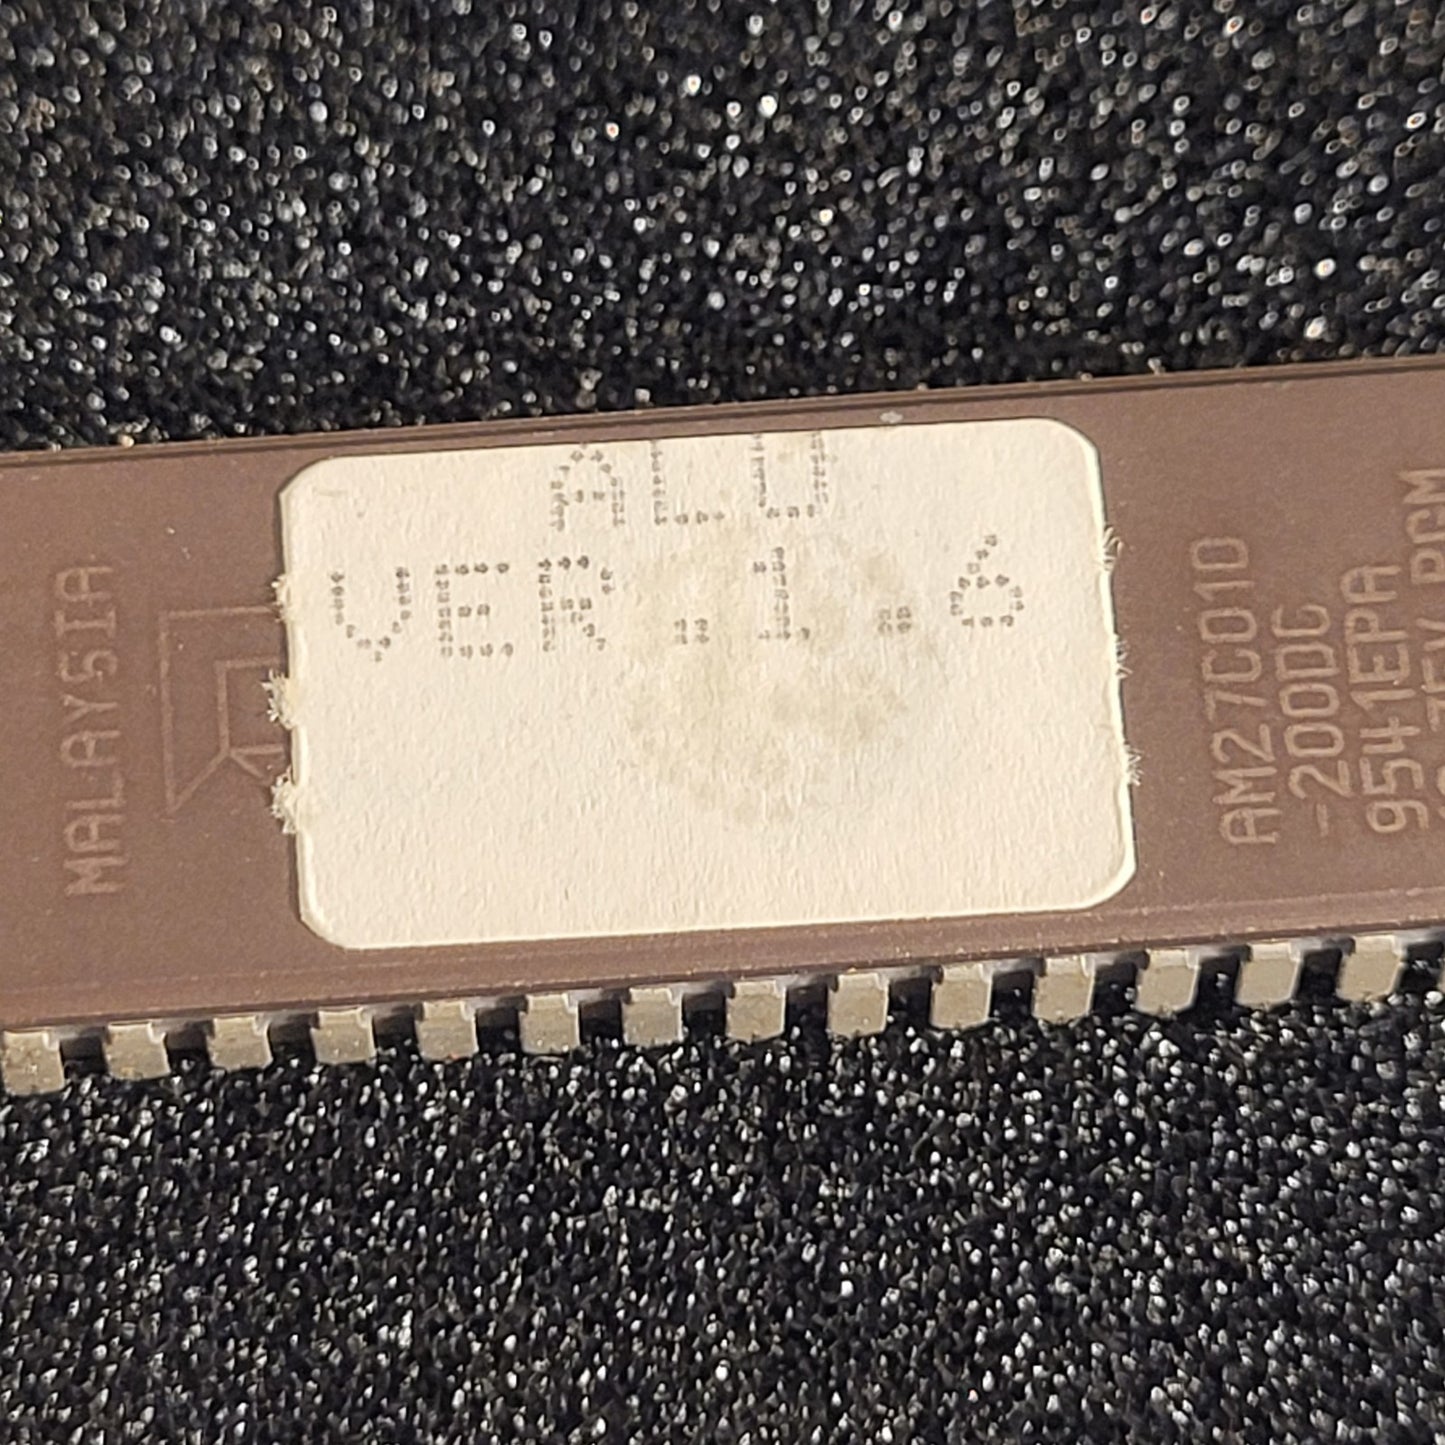 ALU
VER.1.6
MALAYSIA
AM27C010
-200DC
9541EPA